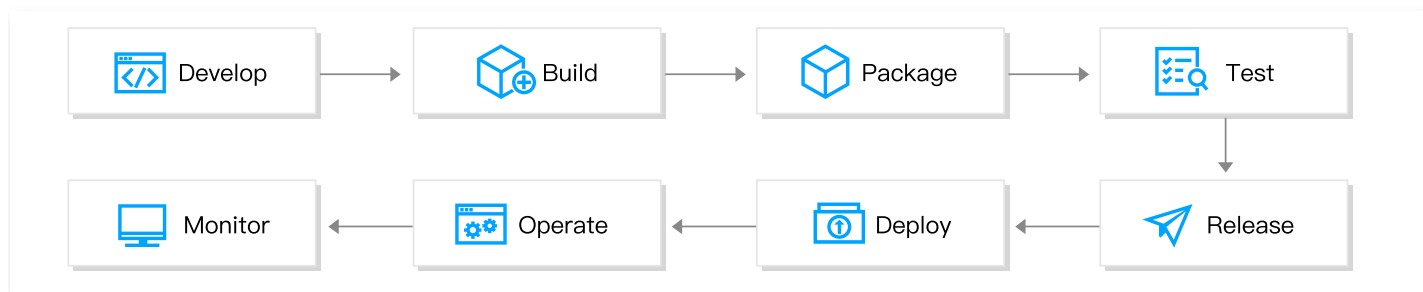 Develop
Build
Package
Test
Monitor
Operate
Deploy
Release